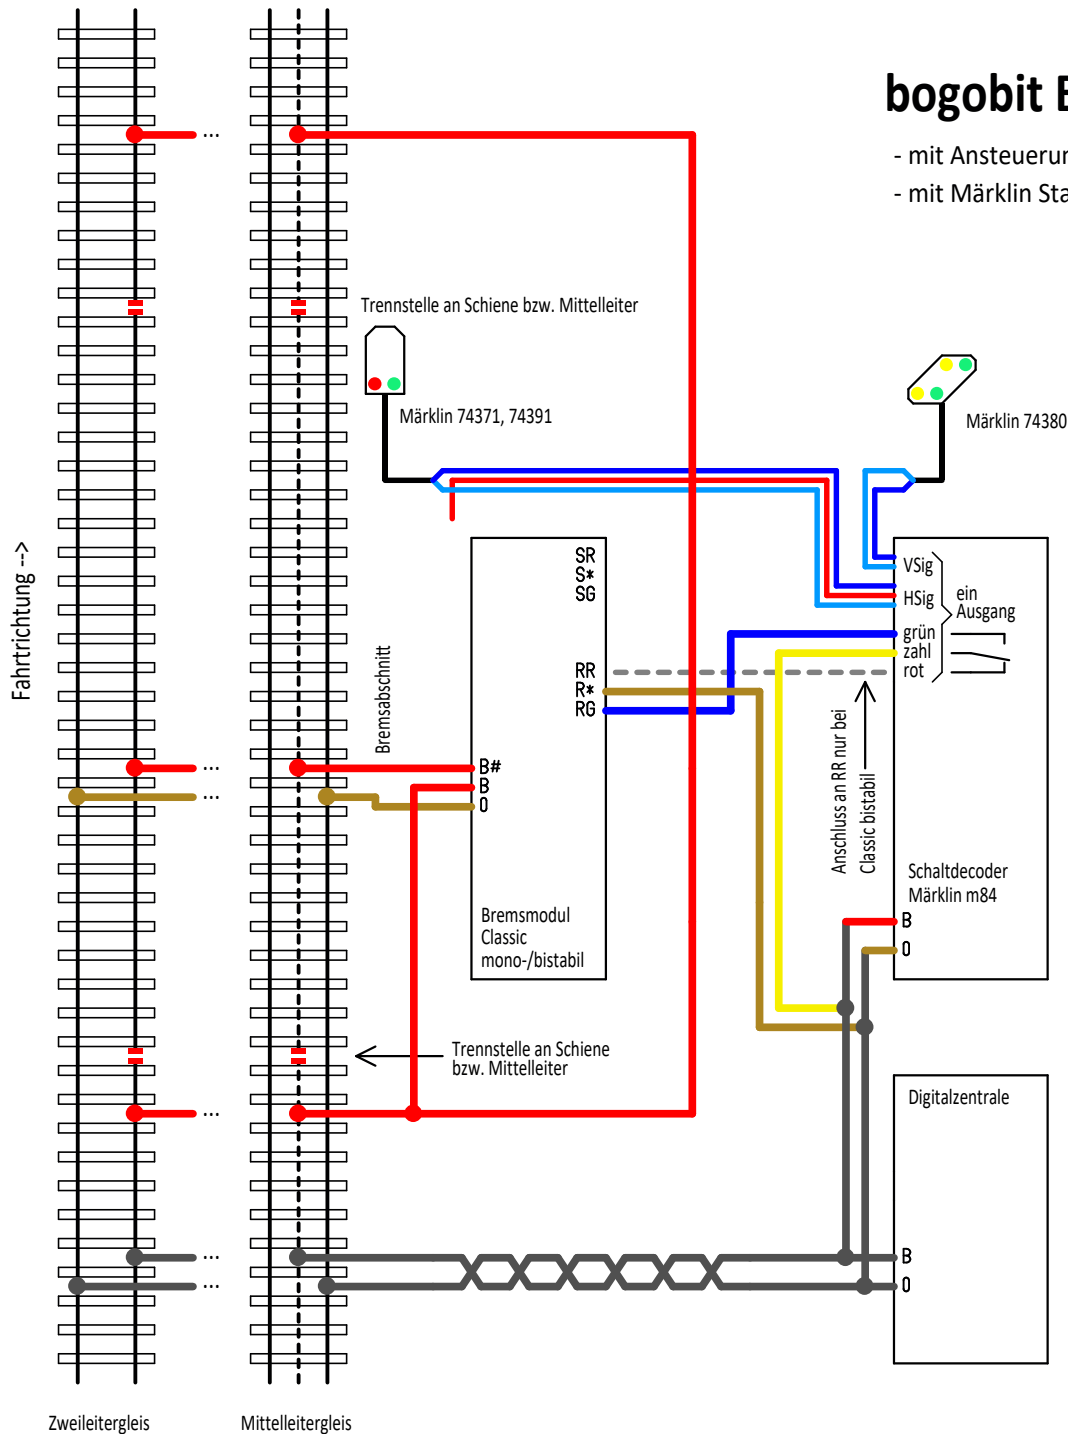 bogobit B
- mit Ansteuerun
- mit Märklin Sta
...
Trennstelle an Schiene bzw. Mittelleiter
Märklin 74371, 74391
Märklin 74380
Fahrtrichtung -->
Bremsabschnitt
SR
S*
SG
RR
R*
RG
B#
B
0
Bremsmodul
Classic
mono-/bistabil
VSig
HSig
ein
Ausgang
grün
zahl
rot
Anschluss an RR nur bei
Classic bistabil
Schaltdecoder
Märklin m84
B
0
...
...
Trennstelle an Schiene
bzw. Mittelleiter
...
Digitalzentrale
B
0
...
...
Zweileitergleis
Mittelleitergleis